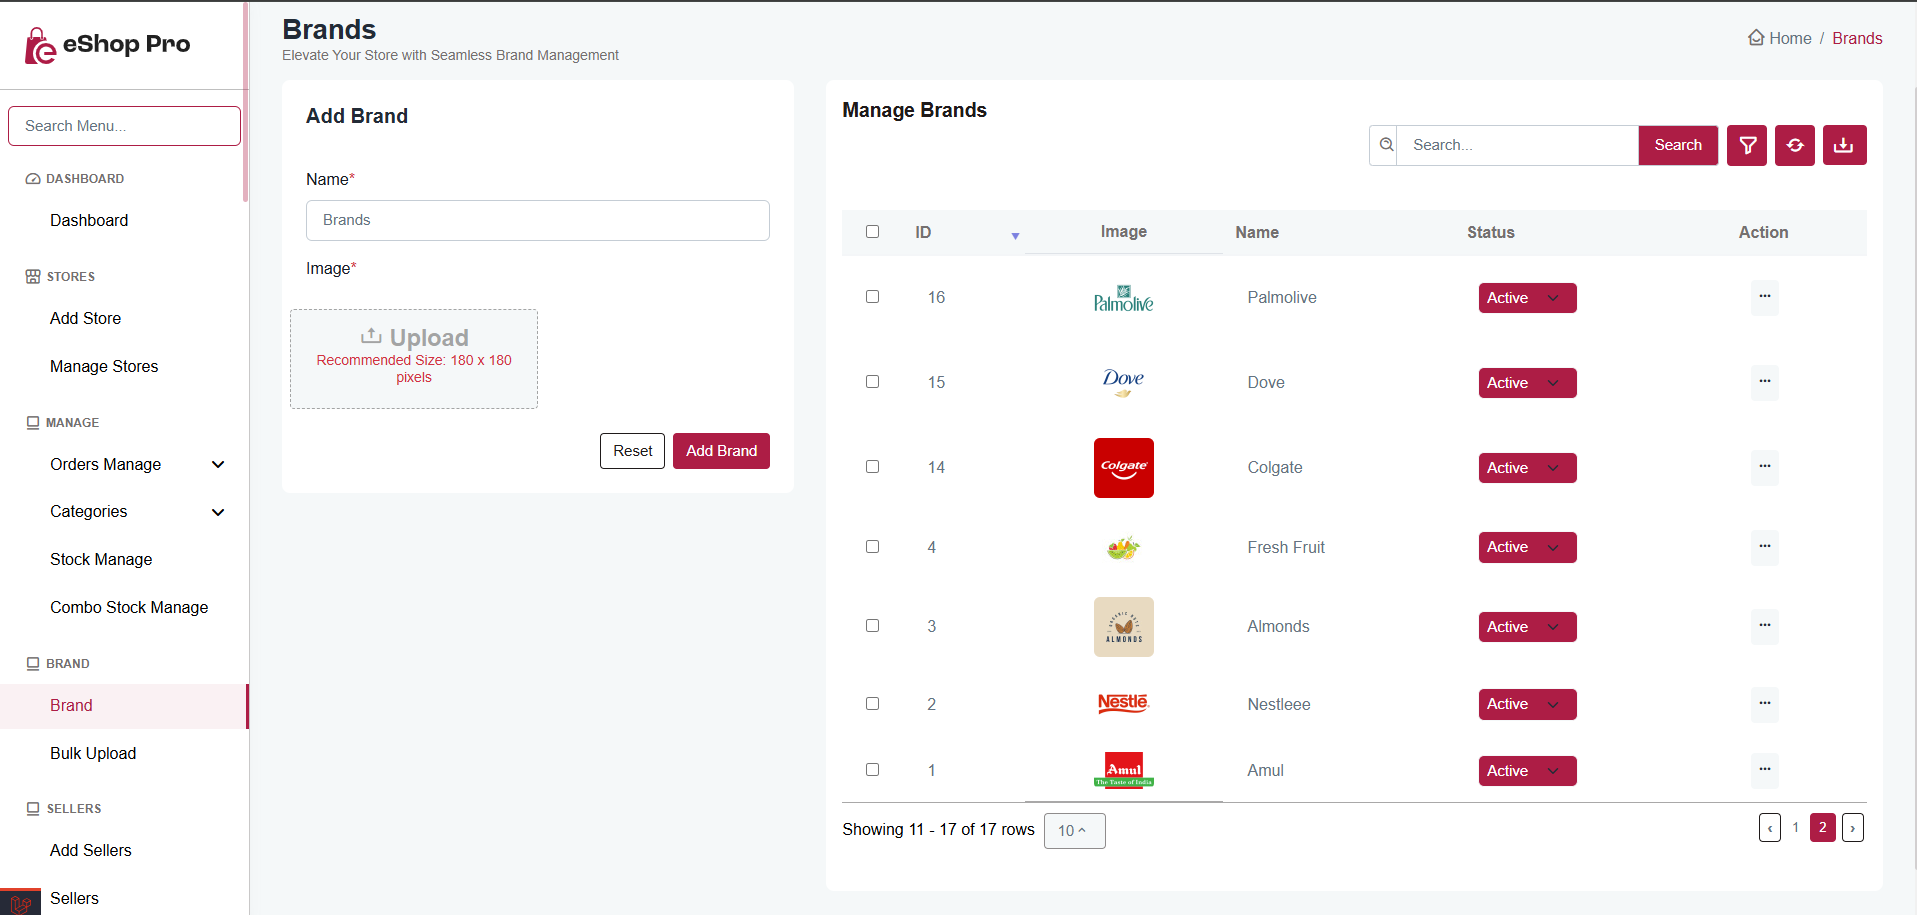 eShop Pro
Search Menu...
DASHBOARD
Dashboard
STORES
Add Store
Manage Stores
MANAGE
Orders Manage
Categories
Stock Manage
Combo Stock Manage
BRAND
Brand
Bulk Upload
SELLERS
Add Sellers
Sellers
Brands
Elevate Your Store with Seamless Brand Management
Home / Brands
Add Brand
Name*
Brands
Image*
Upload
Recommended Size: 180 x 180
pixels
Reset Add Brand
Manage Brands
Search... Search
ID Image Name Status Action
16 Palmolive Palmolive Active ...
15 Dove Dove Active ...
14 Colgate Colgate Active ...
4 Fresh Fruit Active ...
3 ORGANIC NUTS ALMONDS Almonds Active ...
2 Nestlé Nestleee Active ...
1 Amul The Taste of India Amul Active ...
Showing 11 - 17 of 17 rows 10 ‹ 1 2 ›